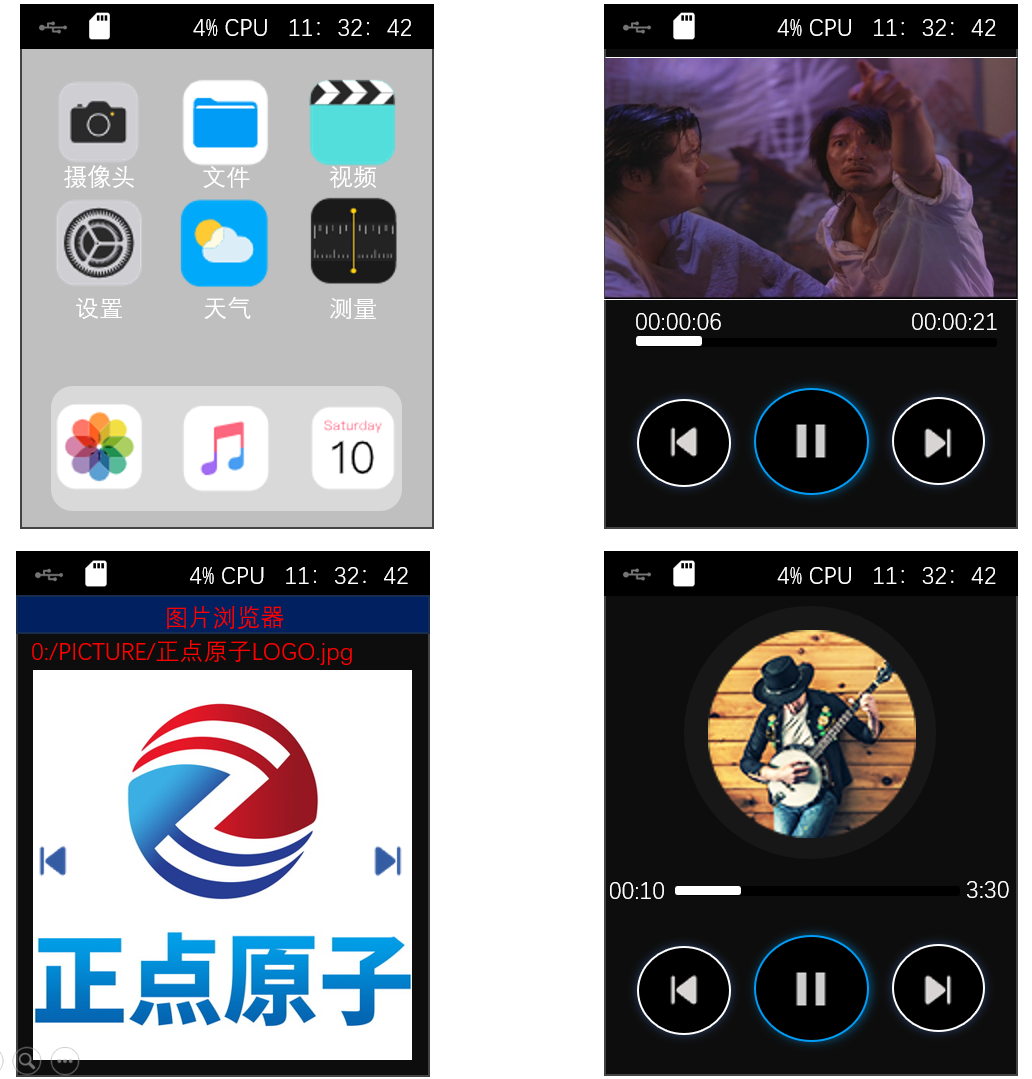 4% CPU 11: 32: 42
摄像头 文件 视频
设置 天气 测量
Saturday
10
4% CPU 11: 32: 42
00:00:06 00:00:21
4% CPU 11: 32: 42
图片浏览器
0:/PICTURE/正点原子LOGO.jpg
正点原子
4% CPU 11: 32: 42
00:10 3:30